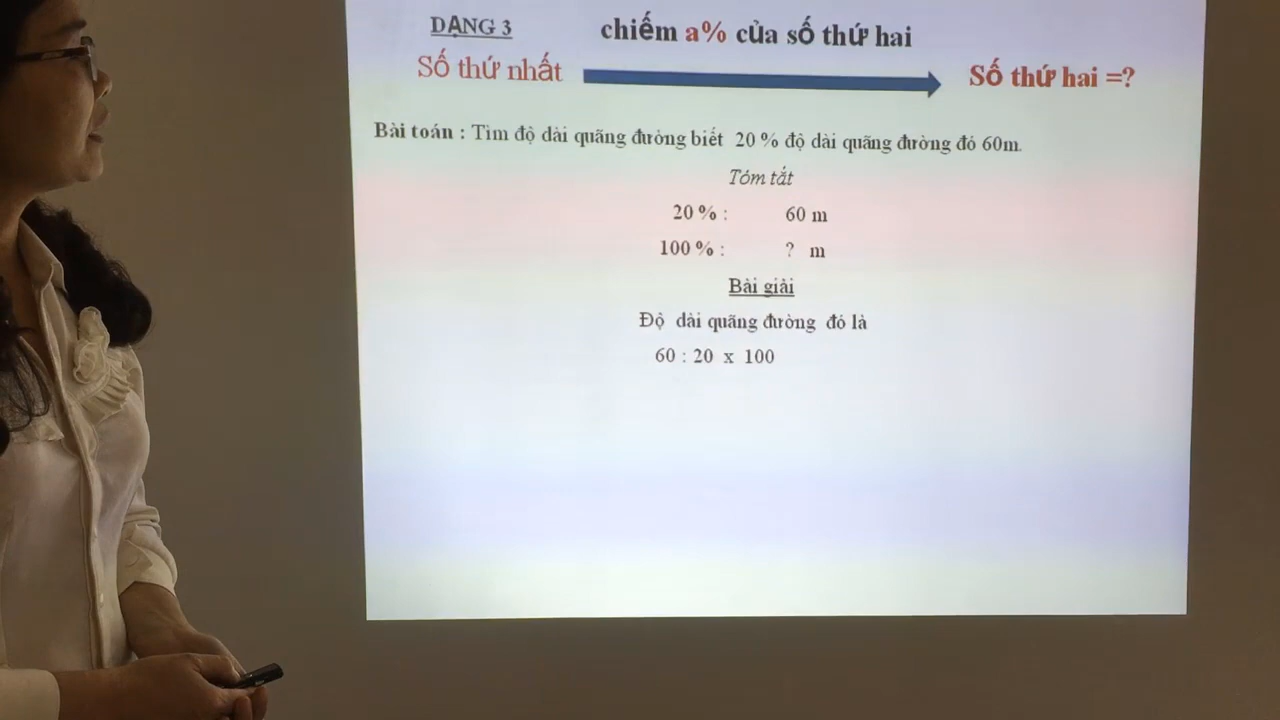 DẠNG 3
chiếm a% của số thứ hai
Số thứ nhất
Số thứ hai =?
Bài toán : Tìm độ dài quãng đường biết 20 % độ dài quãng đường đó 60m.
Tóm tắt
20 % : 60 m
100 % : ? m
Bài giải
Độ dài quãng đường đó là
60 : 20 x 100